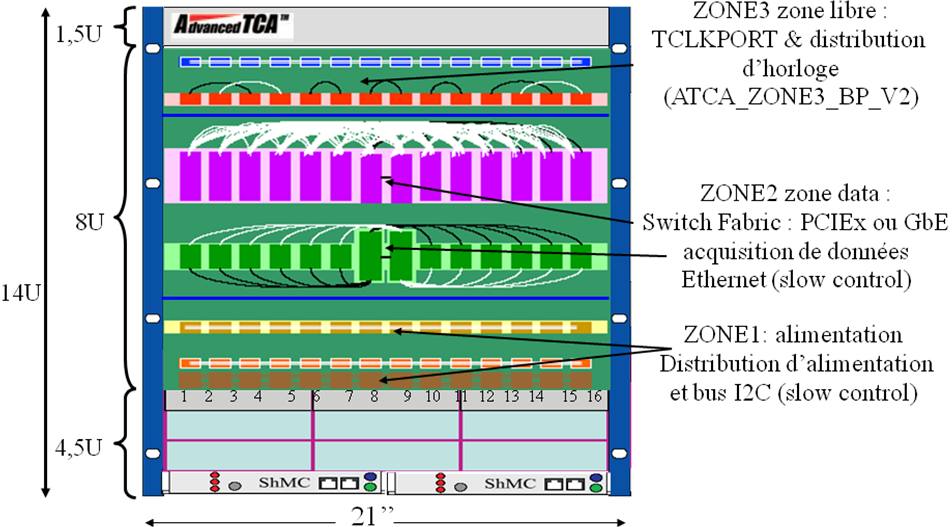 AdvancedTCA™
1,5U
8U
14U
4,5U
ZONE3 zone libre :
TCLKPORT & distribution
d’horloge
(ATCA_ZONE3_BP_V2)
ZONE2 zone data :
Switch Fabric : PCIEx ou GbE
acquisition de données
Ethernet (slow control)
ZONE1: alimentation
Distribution d’alimentation
et bus I2C (slow control)
1 2 3 4 5 6 7 8 9 10 11 12 13 14 15 16
ShMC
ShMC
21’’